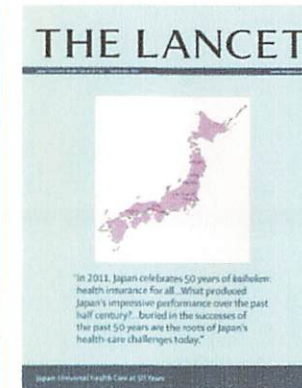 THE LANCET
"In 2011, Japan celebrates 50 years of kaihoken:
health insurance for all...What produced
Japan's impressive performance over the past
half century?...buried in the successes of
the past 50 years are the roots of Japan's
health-care challenges today."
Japan: Universal Health Care at 50 Years